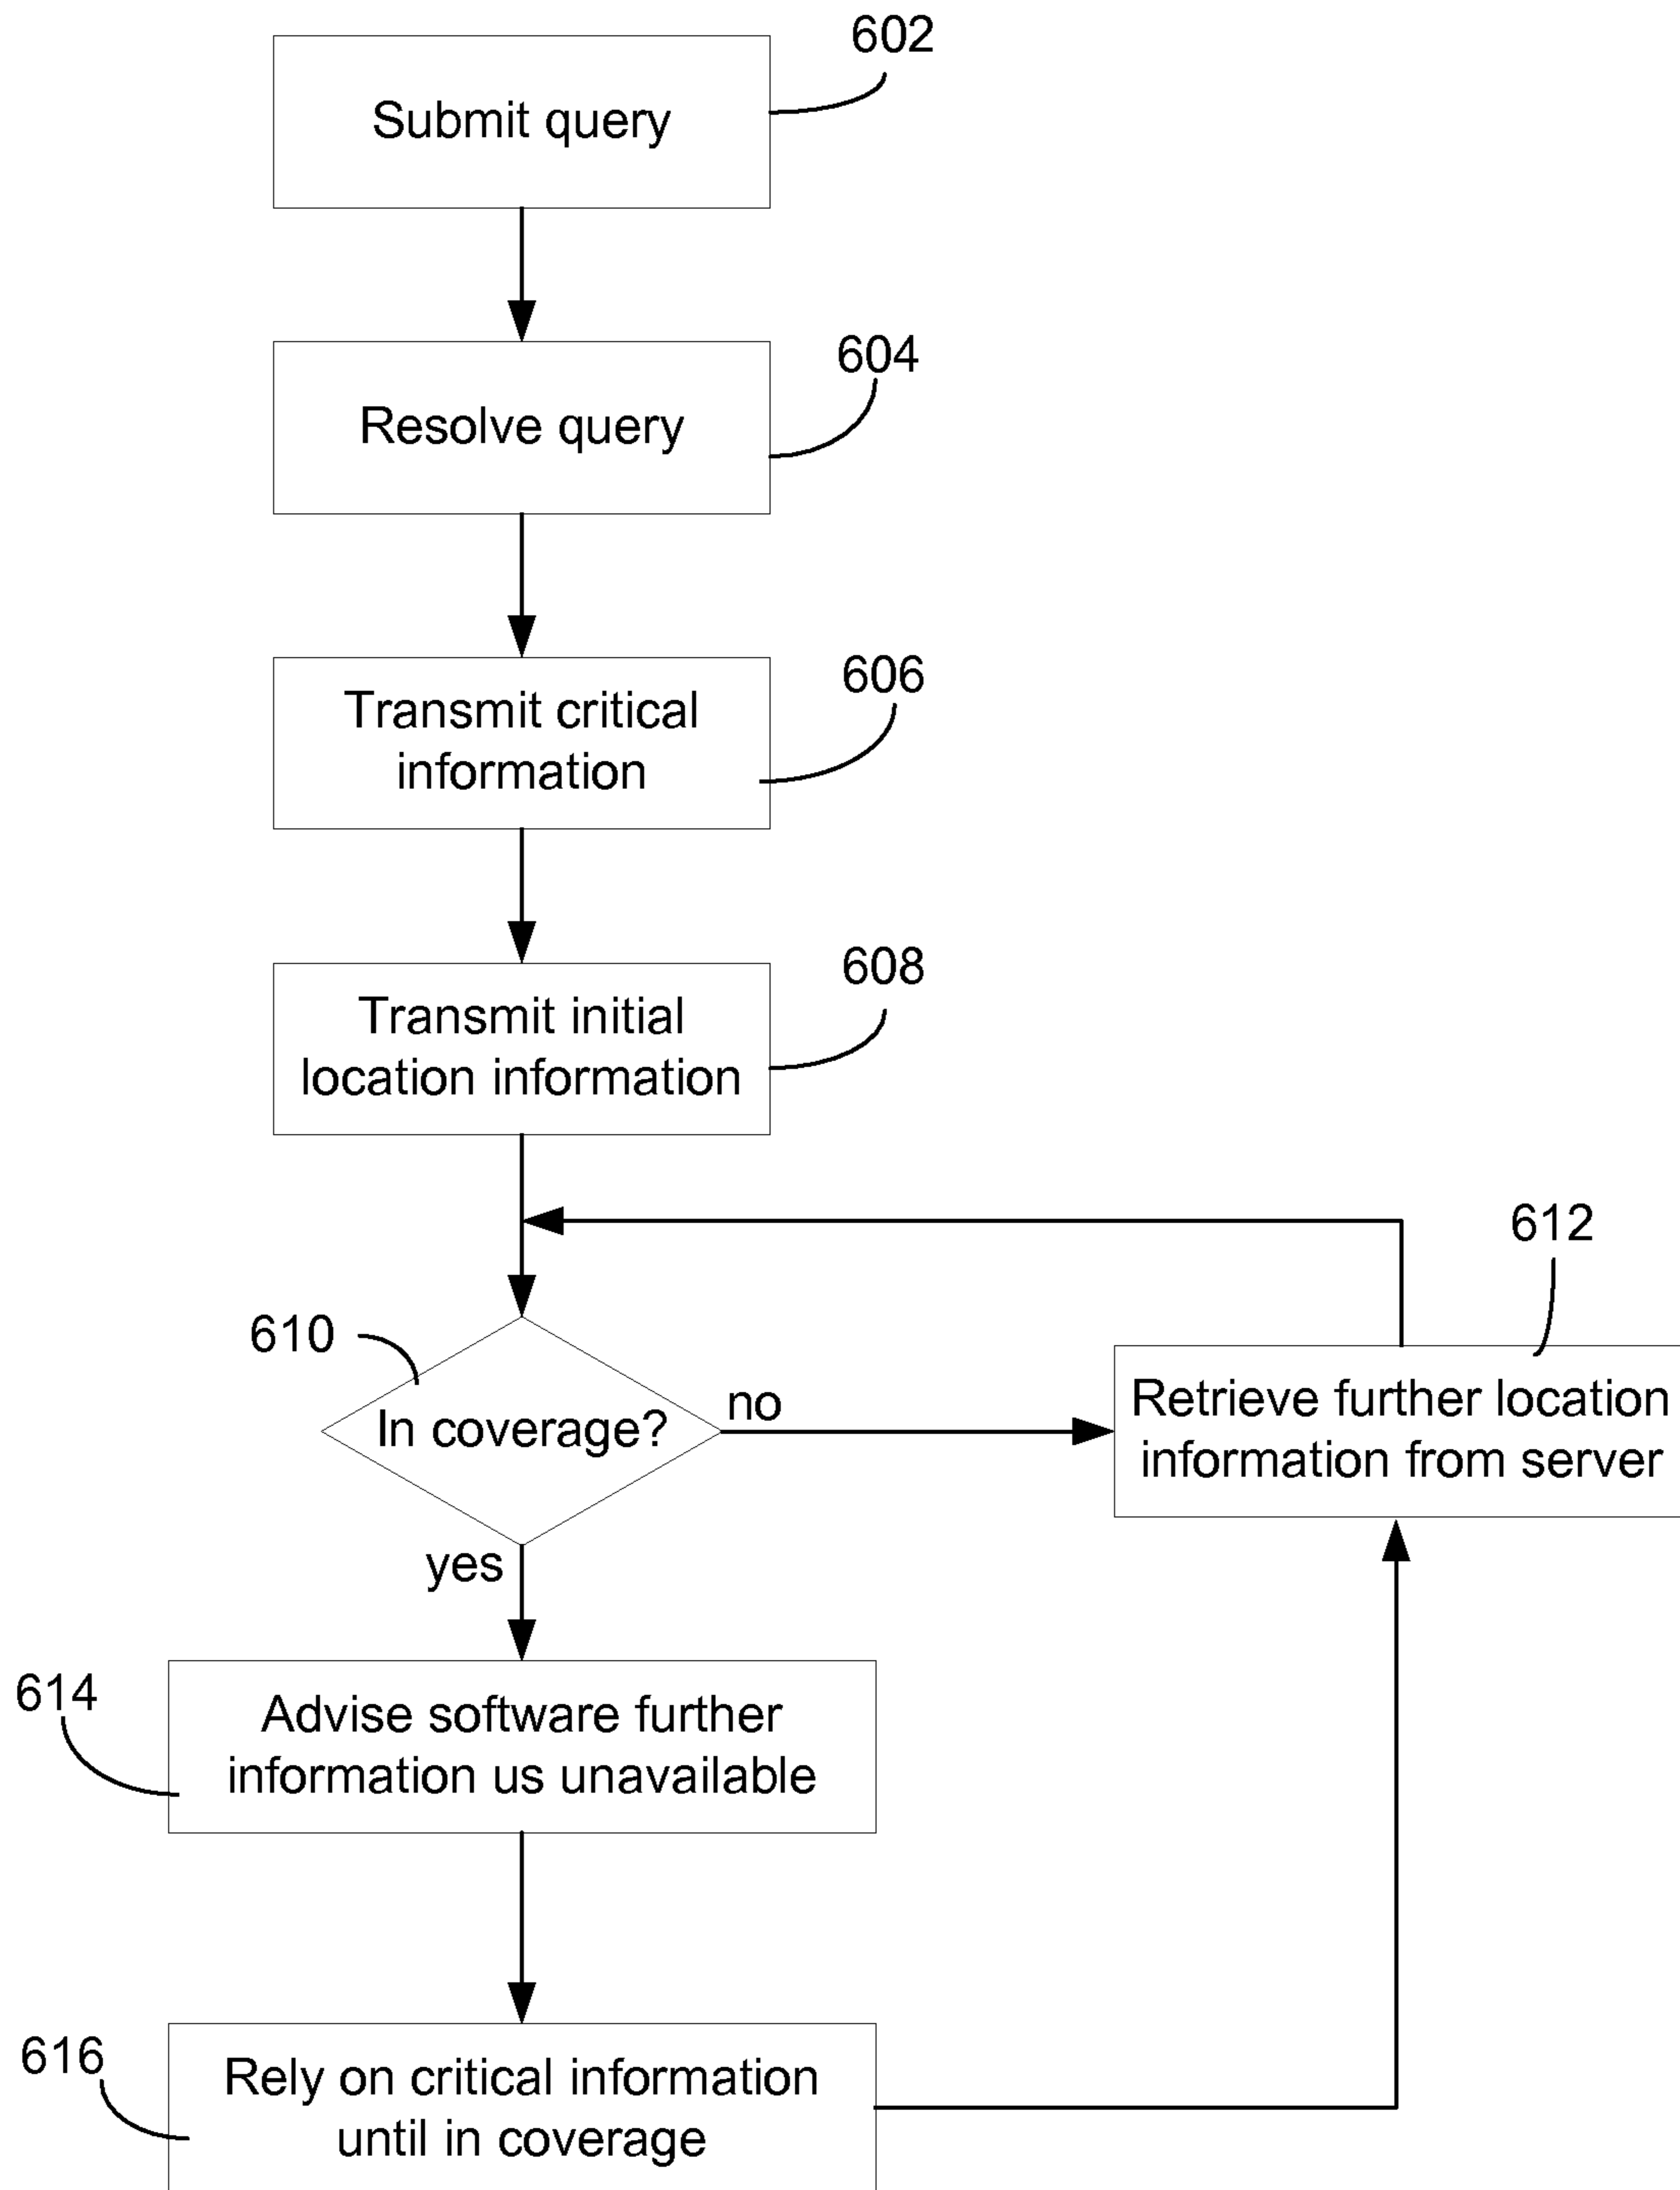 602
Submit query
604
Resolve query
606
Transmit critical
information
608
Transmit initial
location information
612
610
In coverage?
no
Retrieve further location
information from server
yes
614
Advise software further
information us unavailable
616
Rely on critical information
until in coverage